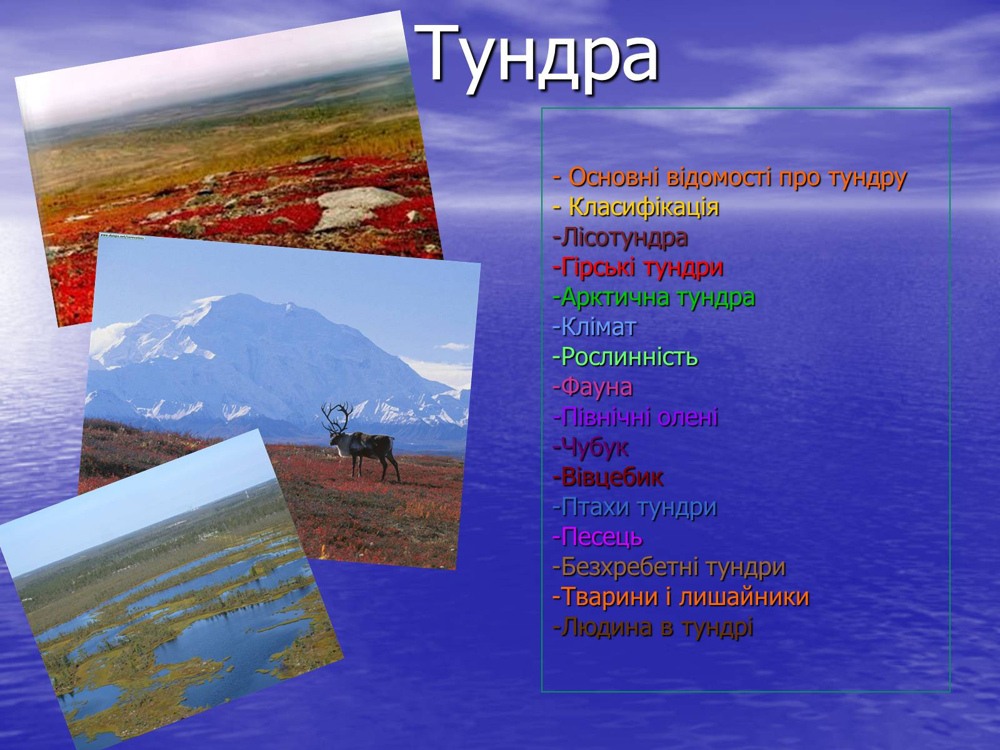 Тундра
- Основні відомості про тундру
- Класифікація
-Лісотундра
-Гірські тундри
-Арктична тундра
-Клімат
-Рослинність
-Фауна
-Північні олені
-Чубук
-Вівцебик
-Птахи тундри
-Песець
-Безхребетні тундри
-Тварини і лишайники
-Людина в тундрі